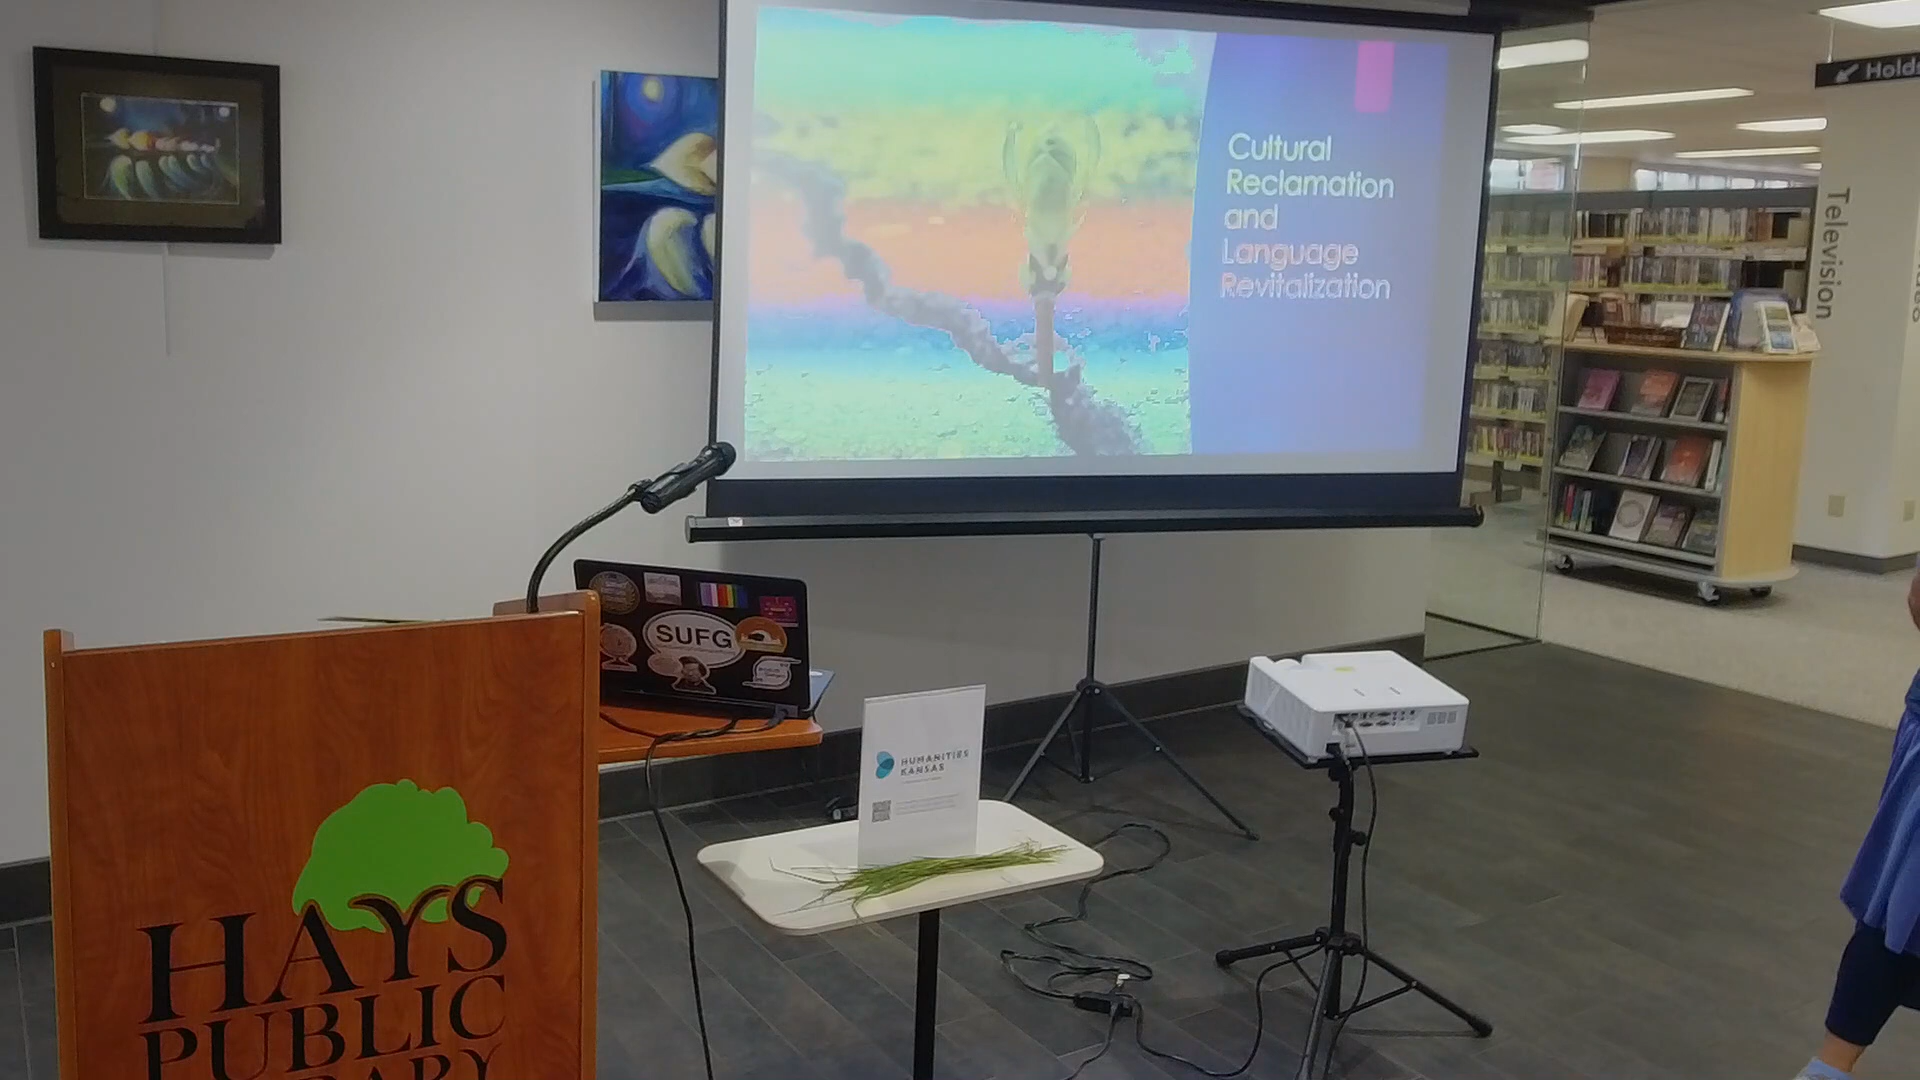 Cultural
Reclamation
and
Language
Revitalization
Hold
Television
SUFG
HUMANITIES
KANSAS
HAYS
PUBLIC